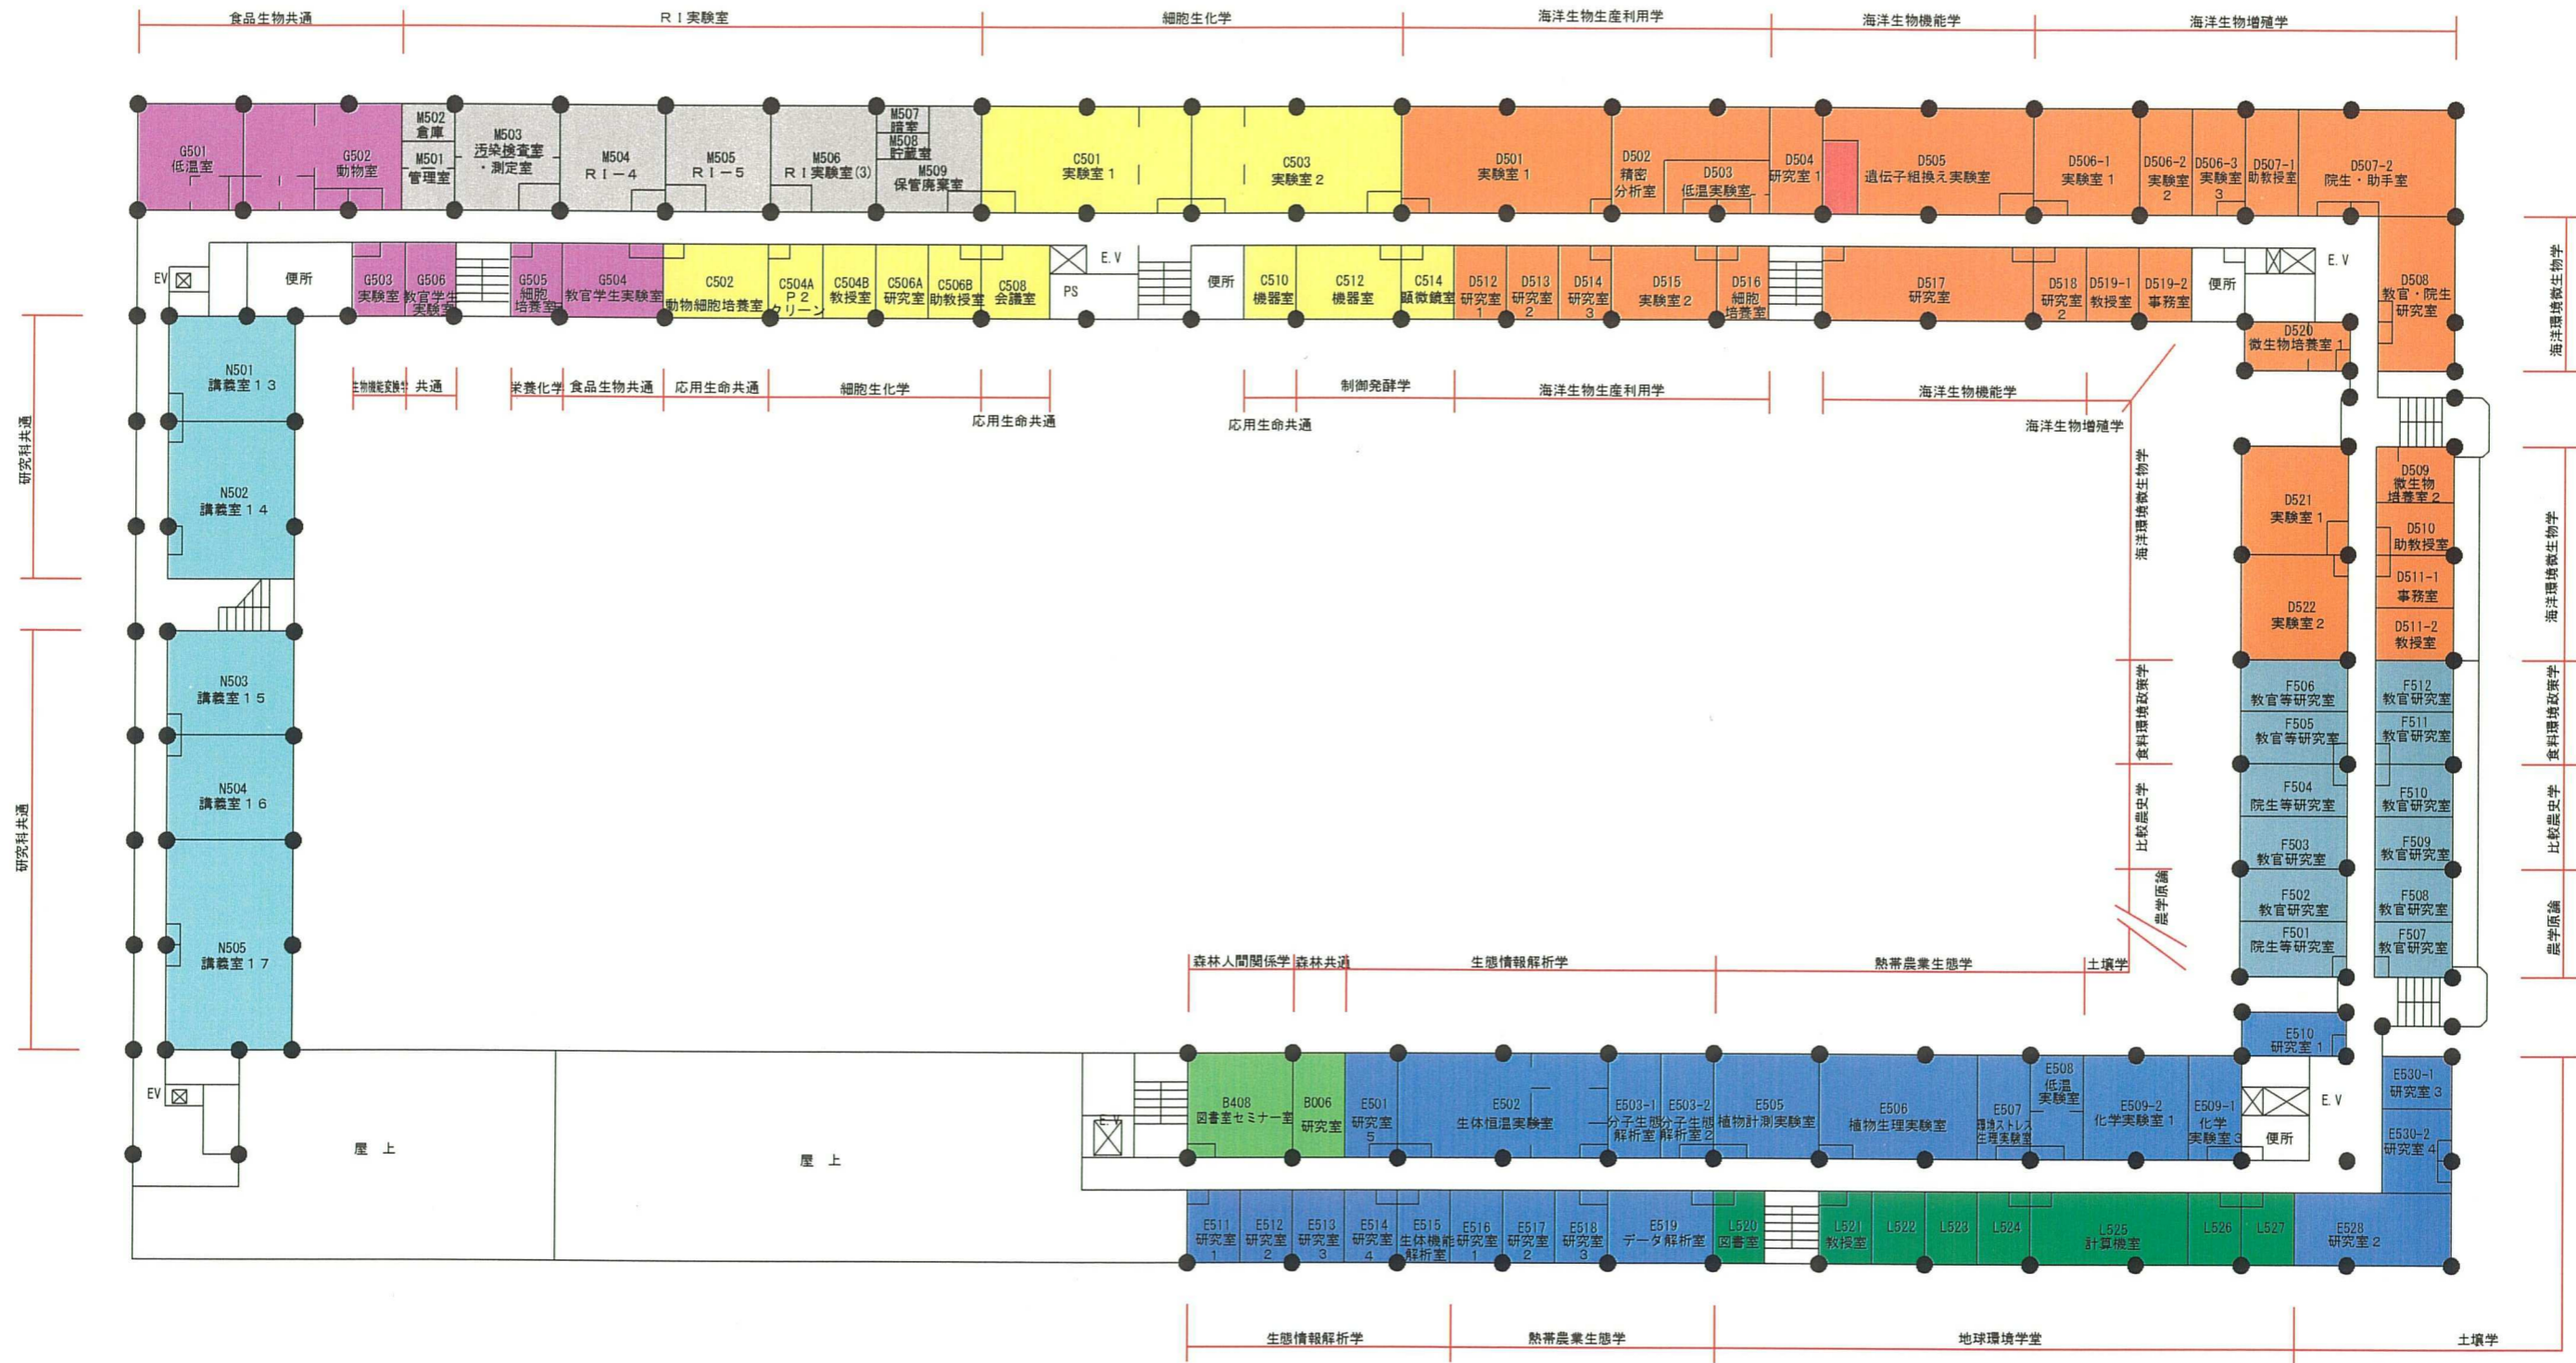 食品生物共通
ＲＩ実験室
細胞生化学
海洋生物生産利用学
海洋生物機能学
海洋生物増殖学
G501
低温室
G502
動物室
M502
倉庫
M501
管理室
M503
汚染検査室
・測定室
M504
ＲＩ－４
M505
ＲＩ－５
M506
ＲＩ実験室(3)
M507
暗室
M508
貯蔵室
M509
保管廃棄室
C501
実験室１
C503
実験室２
D501
実験室１
D502
精密
分析室
D503
低温実験室
D504
研究室１
D505
遺伝子組換え実験室
D506-1
実験室１
D506-2
実験室
２
D506-3
実験室
３
D507-1
助教授室
D507-2
院生・助手室
EV
便所
G503
実験室
G506
教官学生
実験室
G505
細胞
培養室
G504
教官学生実験室
C502
動物細胞培養室
C504A
Ｐ２
クリーン
C504B
教授室
C506A
研究室
C506B
助教授室
C508
会議室
E.V
PS
便所
C510
機器室
C512
機器室
C514
顕微鏡室
D512
研究室
１
D513
研究室
２
D514
研究室
３
D515
実験室２
D516
細胞
培養室
D517
研究室
D518
研究室
２
D519-1
教授室
D519-2
事務室
便所
E.V
D508
教官・院生
研究室
D520
微生物培養室１
海洋環境微生物学
生物機能変換学
共通
栄養化学
食品生物共通
応用生命共通
細胞生化学
応用生命共通
応用生命共通
制御発酵学
海洋生物生産利用学
海洋生物機能学
海洋生物増殖学
研究科共通
N501
講義室１３
N502
講義室１４
研究科共通
N503
講義室１５
N504
講義室１６
N505
講義室１７
海洋環境微生物学
食料環境政策学
比較農史学
農学原論
D521
実験室１
D522
実験室２
D509
微生物
培養室２
D510
助教授室
D511-1
事務室
D511-2
教授室
F506
教官等研究室
F505
教官等研究室
F504
院生等研究室
F503
教官研究室
F502
教官研究室
F501
院生等研究室
F512
教官研究室
F511
教官研究室
F510
教官研究室
F509
教官研究室
F508
教官研究室
F507
教官研究室
海洋環境微生物学
食料環境政策学
比較農史学
農学原論
森林人間関係学
森林共通
生態情報解析学
熱帯農業生態学
土壌学
E510
研究室１
EV
屋　上
屋　上
E.V
B408
図書室セミナー室
B006
研究室
E501
研究室
５
E502
生体恒温実験室
E503-1
分子生態
解析室
E503-2
分子生態
解析室２
E505
植物計測実験室
E506
植物生理実験室
E507
環境ストレス
生理実験室
E508
低温
実験室
E509-2
化学実験室１
E509-1
化学
実験室３
便所
E.V
E530-1
研究室３
E530-2
研究室４
E511
研究室
１
E512
研究室
２
E513
研究室
３
E514
研究室
４
E515
生体機能
解析室
E516
研究室
１
E517
研究室
２
E518
研究室
３
E519
データ解析室
L520
図書室
L521
教授室
L522
L523
L524
L525
計算機室
L526
L527
E528
研究室２
生態情報解析学
熱帯農業生態学
地球環境学堂
土壌学